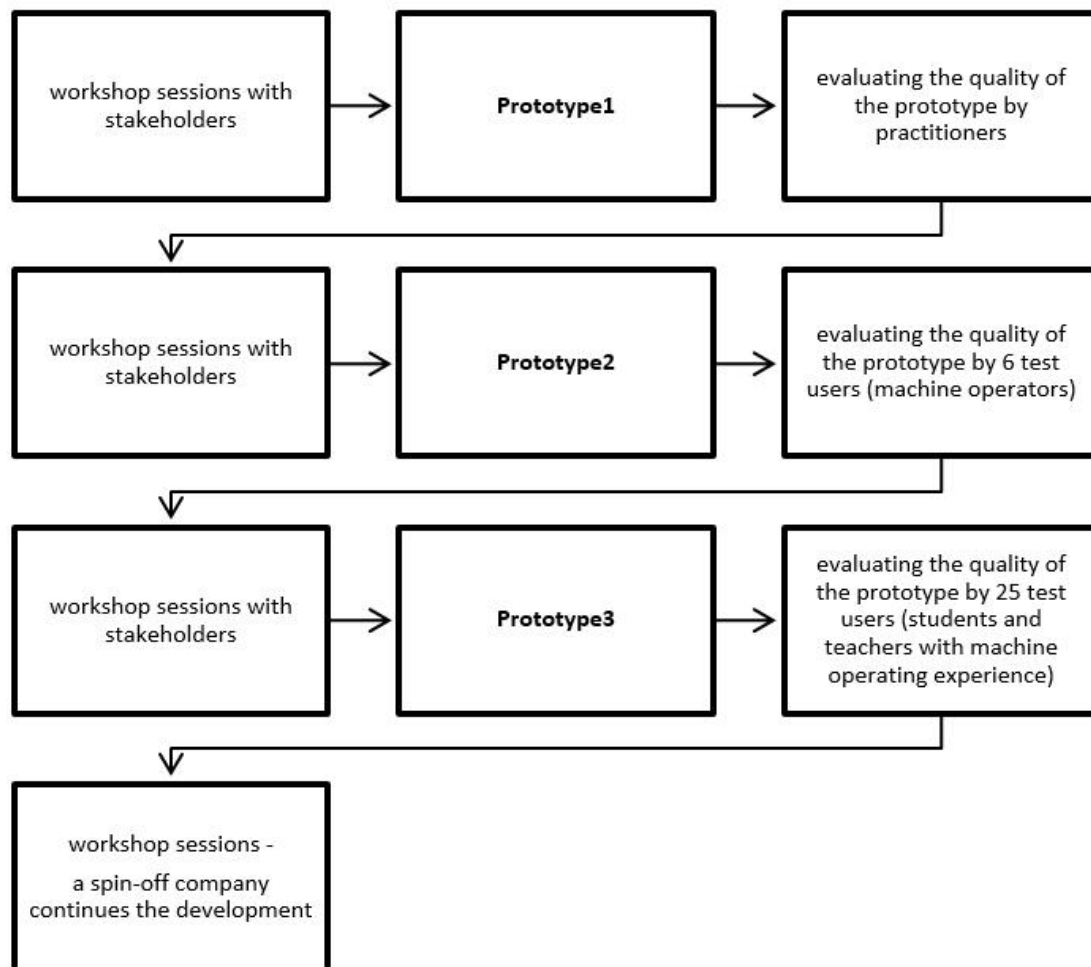 workshop sessions with
stakeholders
Prototype1
evaluating the quality of
the prototype by
practitioners
workshop sessions with
stakeholders
Prototype2
evaluating the quality of
the prototype by 6 test
users (machine operators)
workshop sessions with
stakeholders
Prototype3
evaluating the quality of
the prototype by 25 test
users (students and
teachers with machine
operating experience)
workshop sessions -
a spin-off company
continues the development